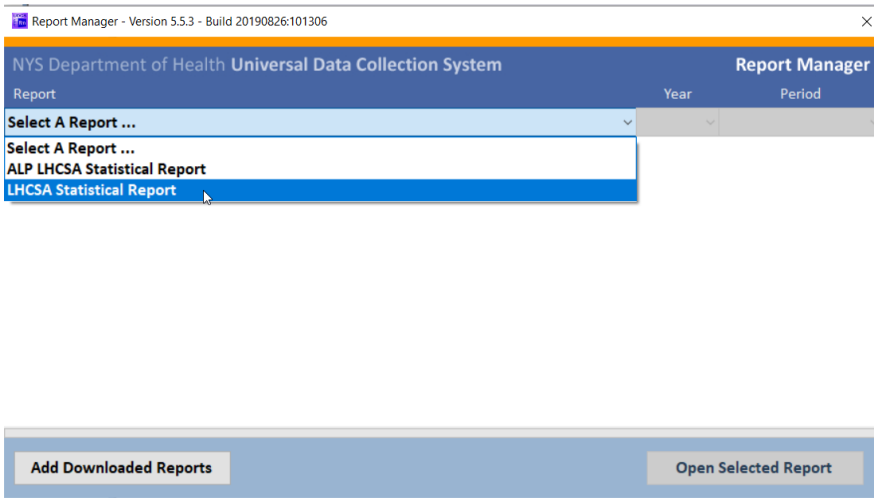 Report Manager - Version 5.5.3 - Build 20190826:101306
NYS Department of Health Universal Data Collection System Report Manager
Report Year Period
Select A Report ...
Select A Report ...
ALP LHCSA Statistical Report
LHCSA Statistical Report
Add Downloaded Reports Open Selected Report